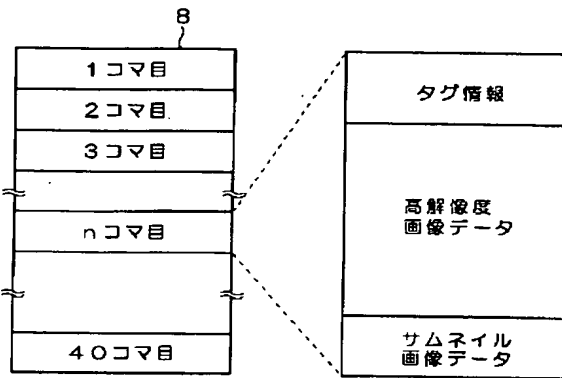 8
1コマ目
2コマ目
3コマ目
nコマ目
40コマ目
タグ情報
高解像度
画像データ
サムネイル
画像データ